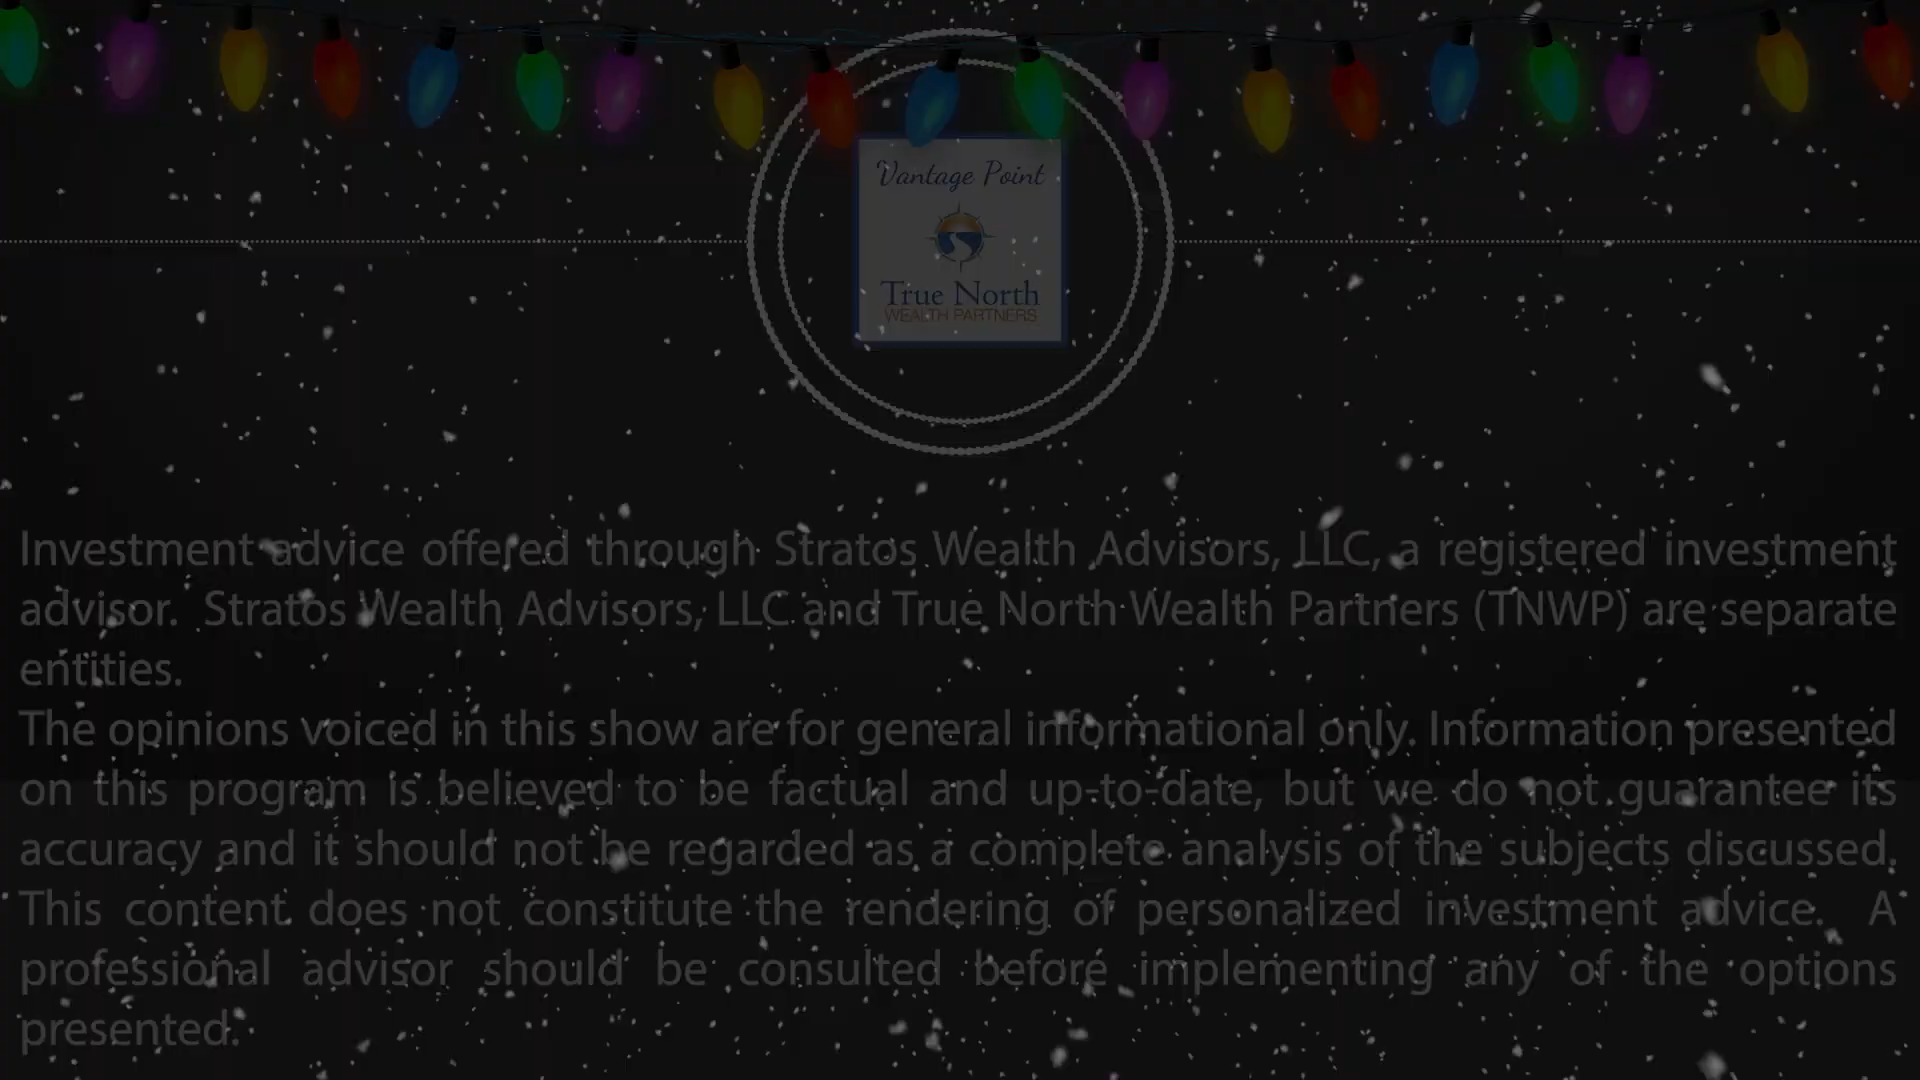 Vantage Point
True North
WEALTH PARTNERS
Investment advice offered through Stratos Wealth Advisors, LLC, a registered investment
advisor. Stratos Wealth Advisors, LLC and True North Wealth Partners (TNWP) are separate
entities.
The opinions voiced in this show are for general informational only. Information presented
on this program is believed to be factual and up-to-date, but we do not guarantee its
accuracy and it should not be regarded as a complete analysis of the subjects discussed.
This content does not constitute the rendering of personalized investment advice. A
professional advisor should be consulted before implementing any of the options
presented.